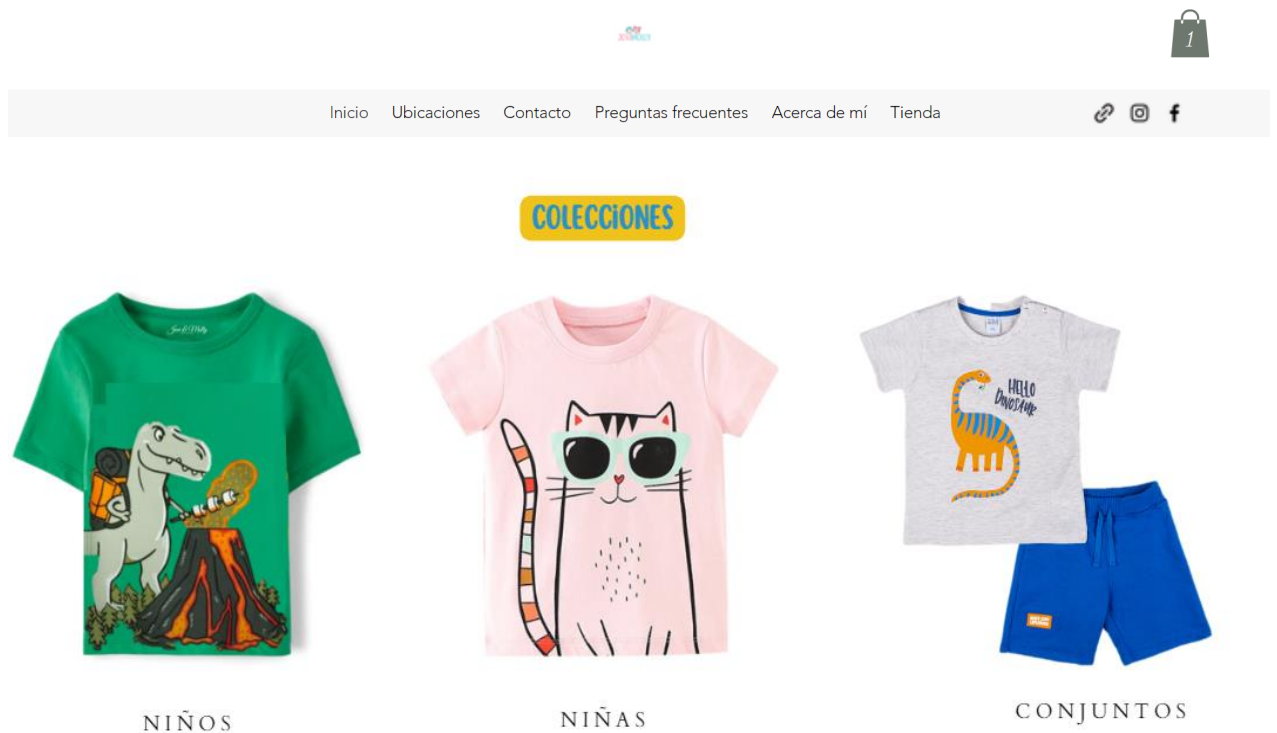 1
Inicio Ubicaciones Contacto Preguntas frecuentes Acerca de mí Tienda
COLECCIONES
HELLO
DINOSAUR
NIÑOS
NIÑAS
CONJUNTOS